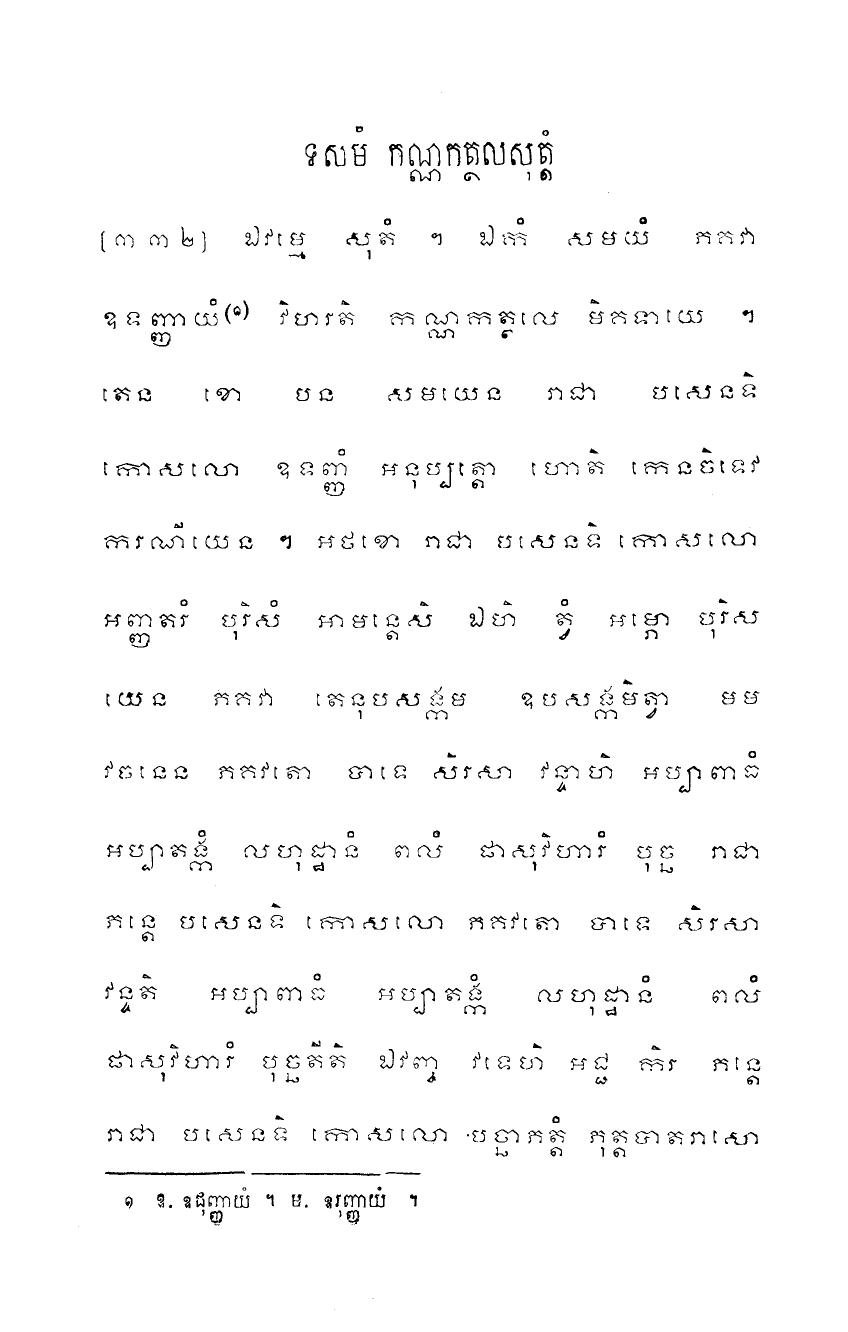 ទសមំ កណ្ណកត្ថលសុត្តំ
[៣៣២] ឯវម្មេ សុតំ ។ ឯកំ សមយំ ភគវា
ឧទញ្ញាយំ(១) វិហរតិ កណ្ណកត្ថលេ មិគទាយេ ។
តេន ខោ បន សមយេន រាជា បសេនទិ
កោសលោ ឧទញ្ញំ អនុប្បត្តោ ហោតិ កេនចិទេវ
ករណីយេន ។ អថខោ រាជា បសេនទិ កោសលោ
អញ្ញតរំ បុរិសំ អាមន្តេសិ ឯហិ ត្វំ អម្ភោ បុរិស
យេន ភគវា តេនុបសង្កម ឧបសង្កមិត្វា មម
វចនេន ភគវតោ បាទេ សិរសា វន្ទាហិ អប្បាពាធំ
អប្បាតង្កំ លហុដ្ឋានំ ពលំ ផាសុវិហារំ បុច្ឆ រាជា
ភន្តេ បសេនទិ កោសលោ ភគវតោ បាទេ សិរសា
វន្ទតិ អប្បាពាធំ អប្បាតង្កំ លហុដ្ឋានំ ពលំ
ផាសុវិហារំ បុច្ឆតីតិ ឯវញ្ច វទេហិ អជ្ជ កិរ ភន្តេ
រាជា បសេនទិ កោសលោ បច្ឆាភត្តំ ភុត្តបាតរាសោ
១ ឱ. ឧជុញ្ញាយំ ។ ម. ឧរុញ្ញាយំ ។